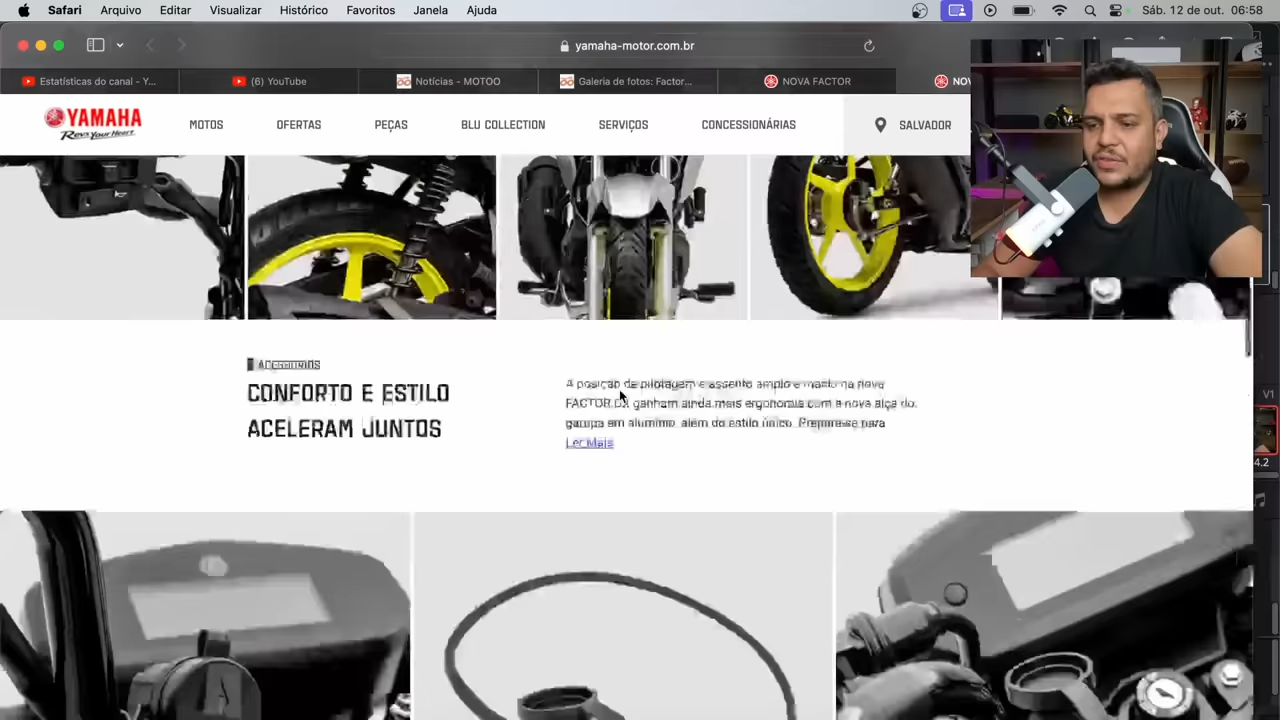 Safari Arquivo Editar Visualizar Histórico Favoritos Janela Ajuda Sáb. 12 de out. 06:58
yamaha-motor.com.br
Estatísticas do canal - Y... (6) YouTube Notícias - MOTOO Galeria de fotos: Factor... NOVA FACTOR NOV
YAMAHA
Revs Your Heart
MOTOS OFERTAS PEÇAS BLU COLLECTION SERVIÇOS CONCESSIONÁRIAS SALVADOR
ACESSÓRIOS
CONFORTO E ESTILO
ACELERAM JUNTOS
A posição de pilotagem e assento amplo e macio na nova
FACTOR DX ganham ainda mais ergonomia com a nova alça do
garupa em alumínio, além do estilo único. Prepare-se para
Ler Mais
V1
4.2